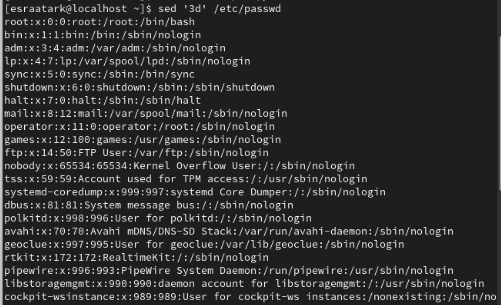 [esraatark@localhost ~]$ sed '3d' /etc/passwd
root:x:0:0:root:/root:/bin/bash
bin:x:1:1:bin:/bin:/sbin/nologin
adm:x:3:4:adm:/var/adm:/sbin/nologin
lp:x:4:7:lp:/var/spool/lpd:/sbin/nologin
sync:x:5:0:sync:/sbin:/bin/sync
shutdown:x:6:0:shutdown:/sbin:/sbin/shutdown
halt:x:7:0:halt:/sbin:/sbin/halt
mail:x:8:12:mail:/var/spool/mail:/sbin/nologin
operator:x:11:0:operator:/root:/sbin/nologin
games:x:12:100:games:/usr/games:/sbin/nologin
ftp:x:14:50:FTP User:/var/ftp:/sbin/nologin
nobody:x:65534:65534:Kernel Overflow User:/:/sbin/nologin
tss:x:59:59:Account used for TPM access:/:/usr/sbin/nologin
systemd-coredump:x:999:997:systemd Core Dumper:/:/sbin/nologin
dbus:x:81:81:System message bus:/:/sbin/nologin
polkitd:x:998:996:User for polkitd:/:/sbin/nologin
avahi:x:70:70:Avahi mDNS/DNS-SD Stack:/var/run/avahi-daemon:/sbin/nologin
geoclue:x:997:995:User for geoclue:/var/lib/geoclue:/sbin/nologin
rtkit:x:172:172:RealtimeKit:/:/sbin/nologin
pipewire:x:996:993:PipeWire System Daemon:/run/pipewire:/usr/sbin/nologin
libstoragemgmt:x:990:990:daemon account for libstoragemgmt:/:/usr/sbin/nologin
cockpit-wsinstance:x:989:989:User for cockpit-ws instances:/nonexisting:/sbin/no